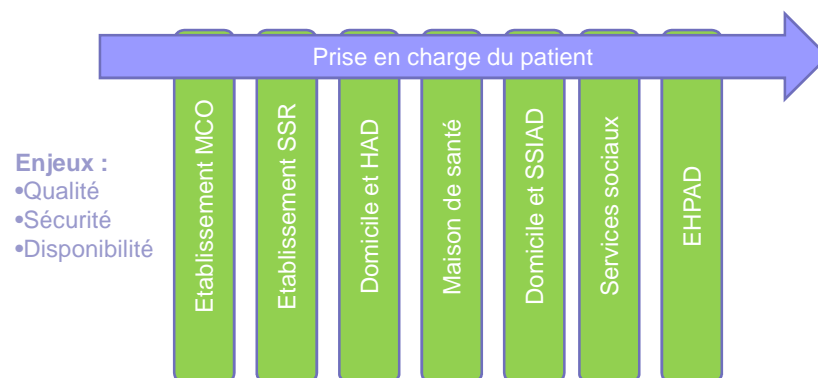 Prise en charge du patient
Enjeux :
•Qualité
•Sécurité
•Disponibilité
Etablissement MCO
Etablissement SSR
Domicile et HAD
Maison de santé
Domicile et SSIAD
Services sociaux
EHPAD